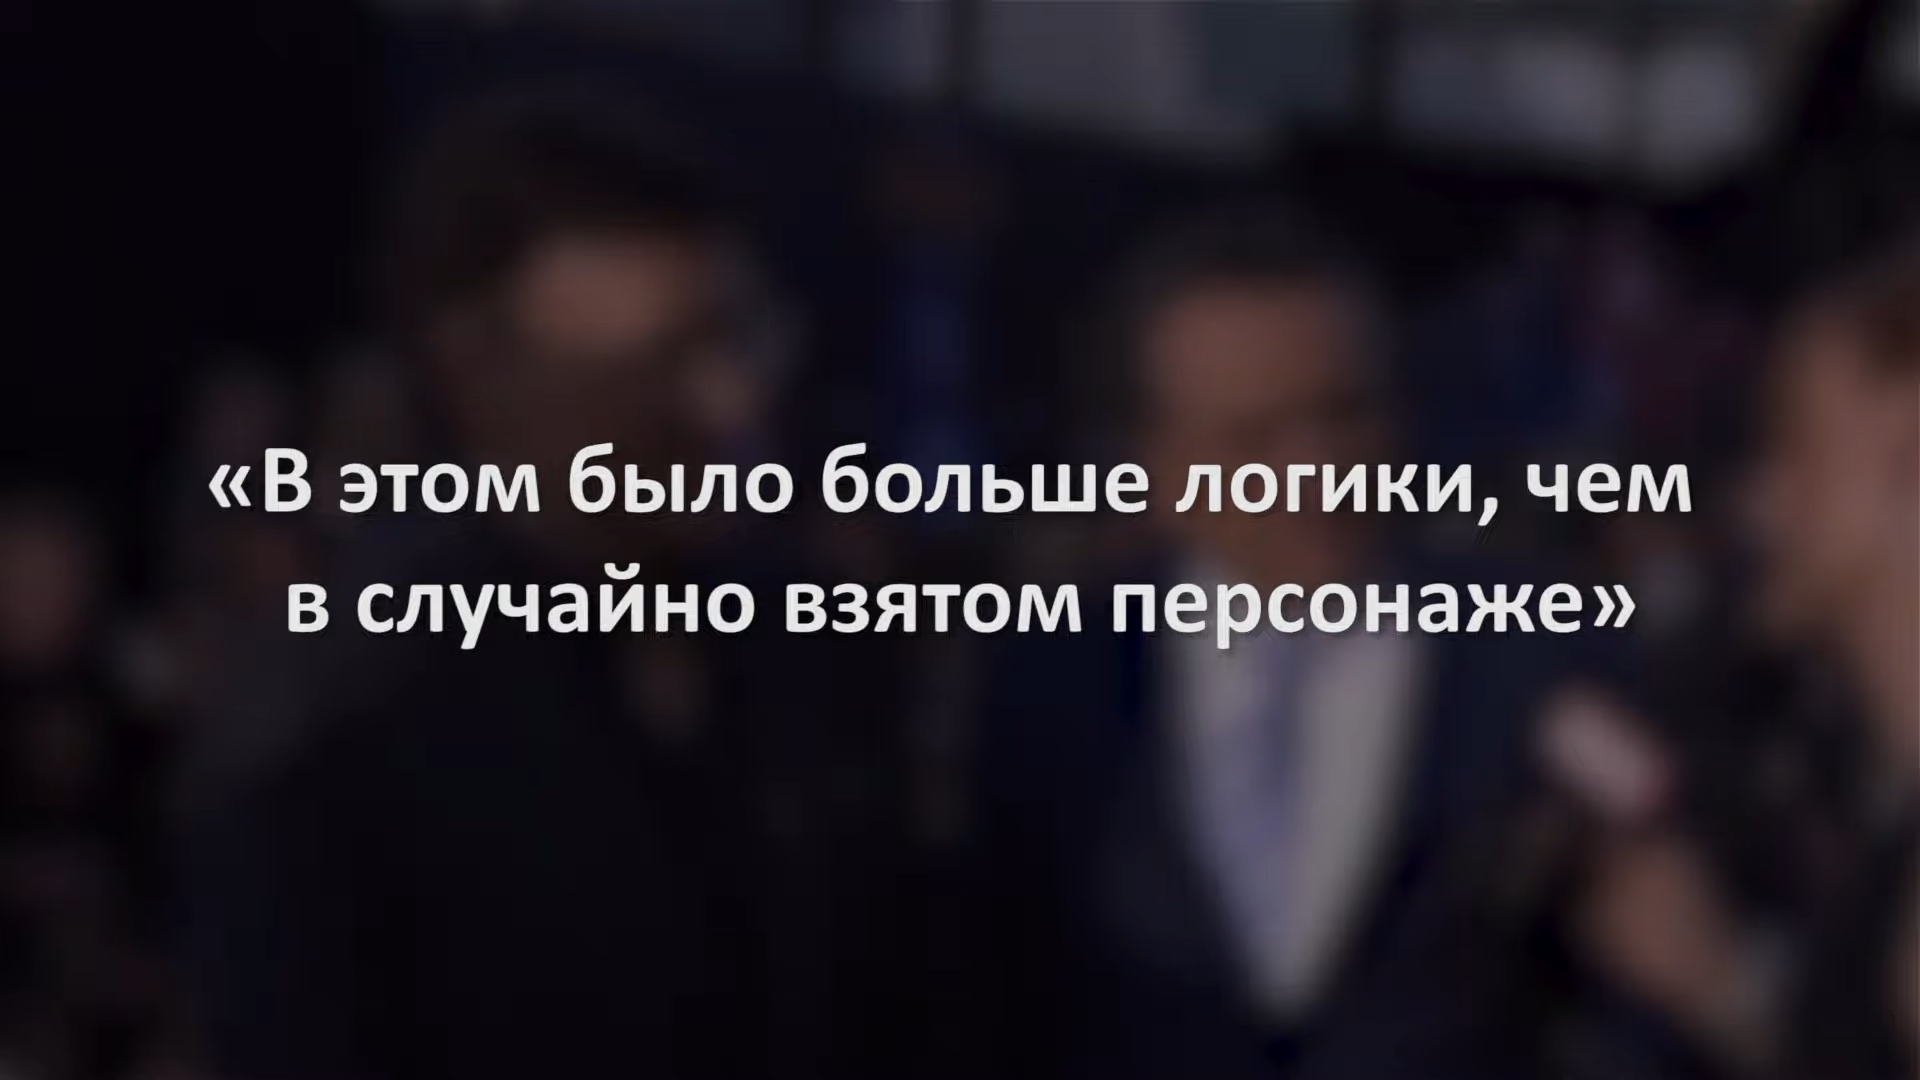 «В этом было больше логики, чем
в случайно взятом персонаже»